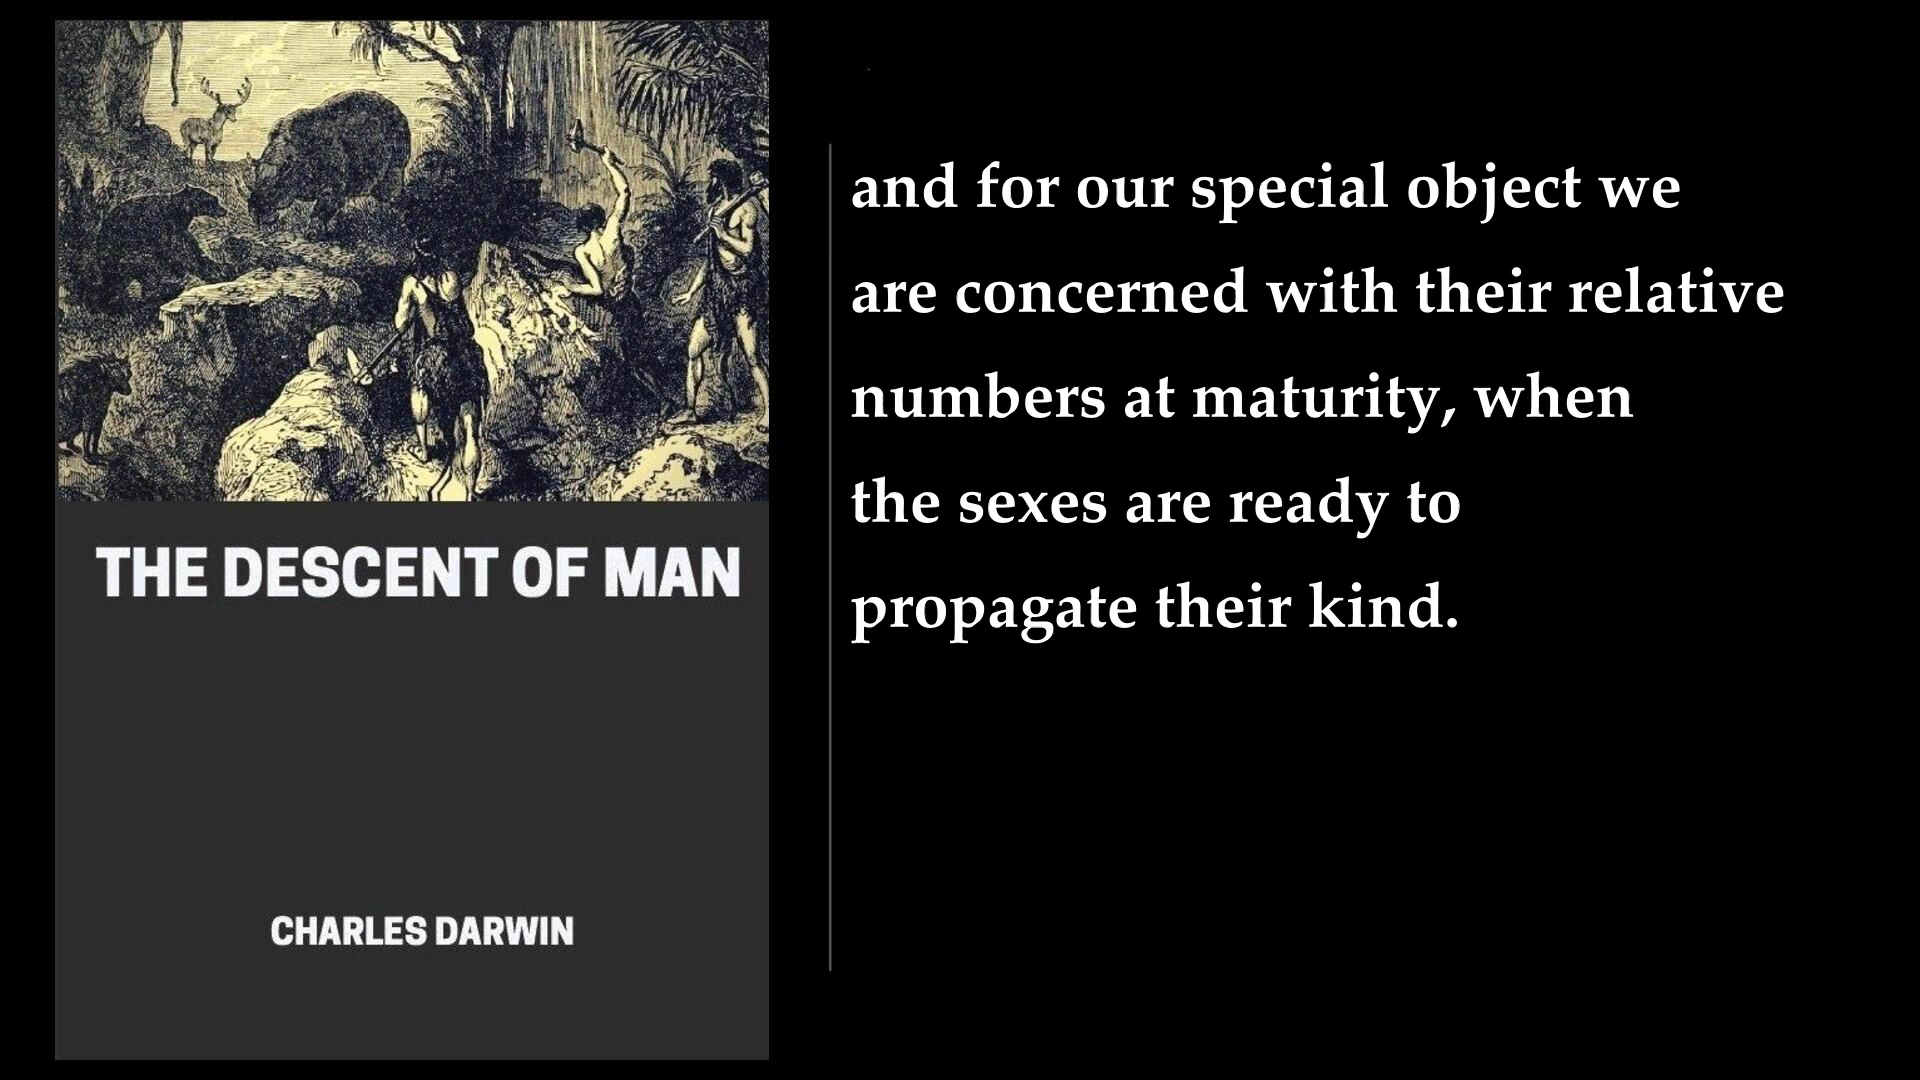 THE DESCENT OF MAN
CHARLES DARWIN
and for our special object we
are concerned with their relative
numbers at maturity, when
the sexes are ready to
propagate their kind.